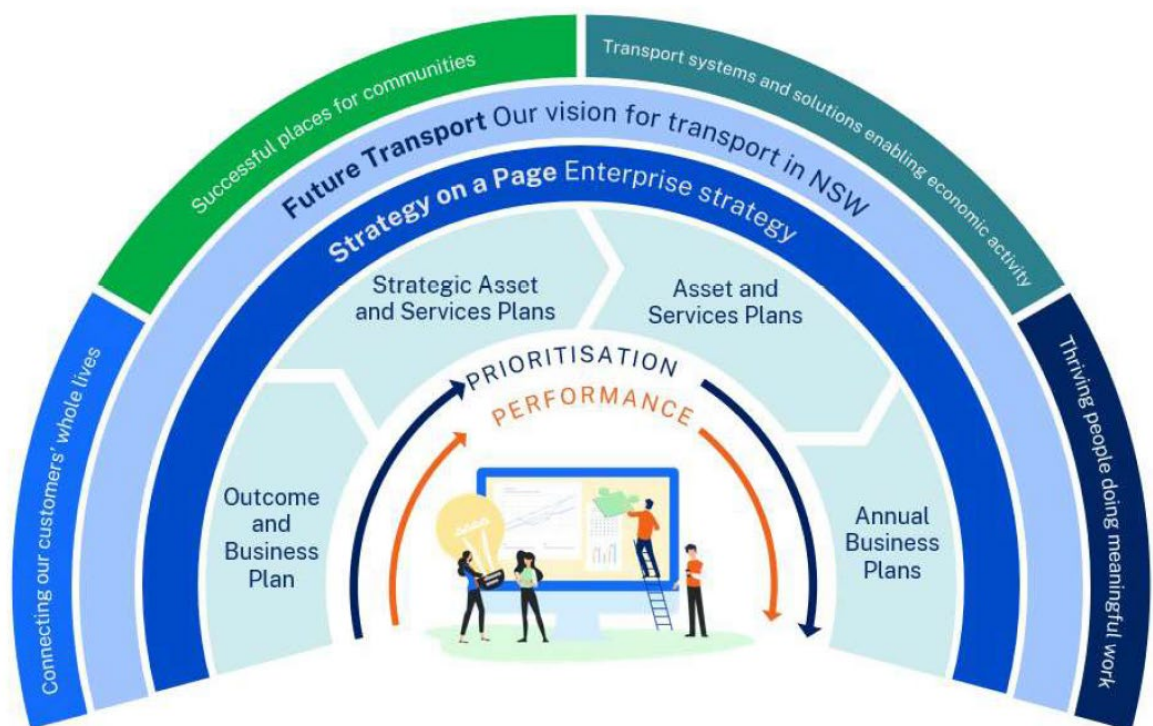 Connecting our customers' whole lives
Successful places for communities
Transport systems and solutions enabling economic activity
Thriving people doing meaningful work
Future Transport Our vision for transport in NSW
Strategy on a Page Enterprise strategy
Outcome
and
Business
Plan
Strategic Asset
and Services Plans
Asset and
Services Plans
Annual
Business
Plans
PRIORITISATION
PERFORMANCE